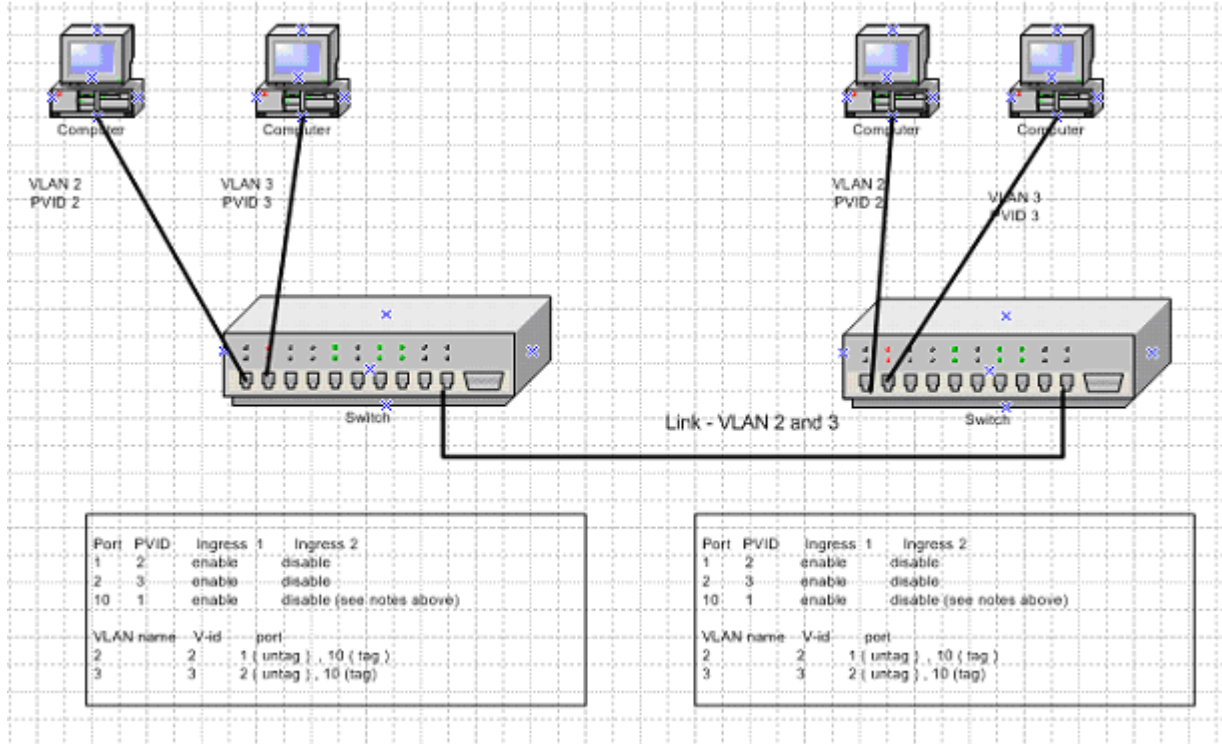 Computer
Computer
Computer
Computer
VLAN 2
PVID 2
VLAN 3
PVID 3
VLAN 2
PVID 2
VLAN 3
PVID 3
Switch
Switch
Link - VLAN 2 and 3
Port PVID Ingress 1 Ingress 2
1 2 enable disable
2 3 enable disable
10 1 enable disable (see notes above)
VLAN name V-id port
2 2 1 ( untag ) , 10 ( tag )
3 3 2 ( untag ) , 10 (tag)
Port PVID Ingress 1 Ingress 2
1 2 enable disable
2 3 enable disable
10 1 enable disable (see notes above)
VLAN name V-id port
2 2 1 ( untag ) , 10 ( tag )
3 3 2 ( untag ) , 10 (tag)